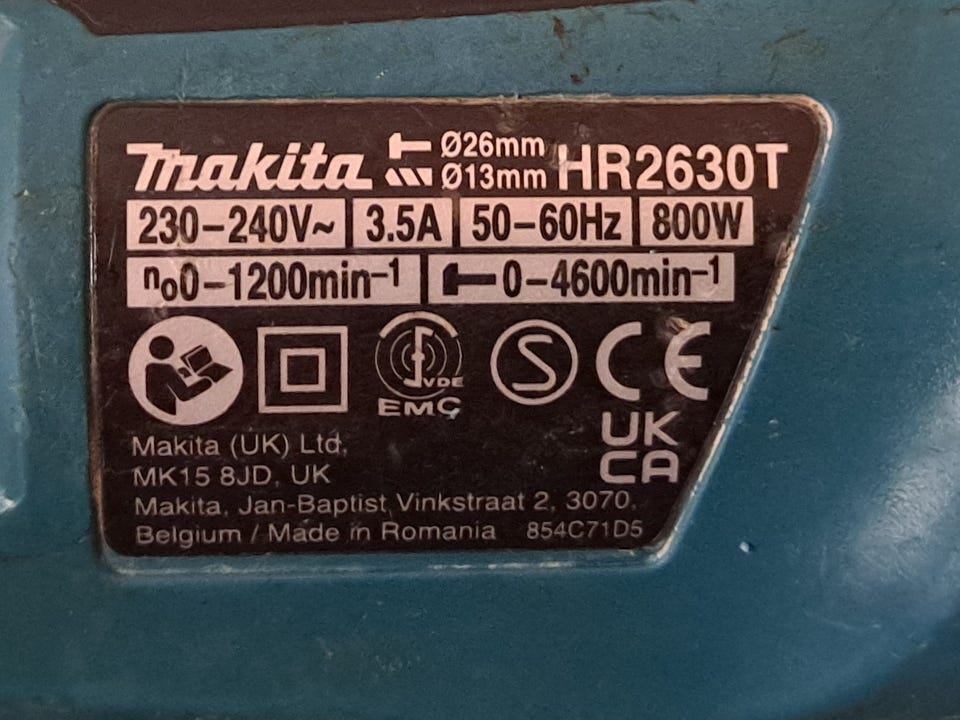 makita Ø26mm HR2630T
Ø13mm
230-240V~ 3.5A 50-60Hz 800W
n₀0-1200min⁻¹ 0-4600min⁻¹
VDE
EMC
S
CE
UK
CA
Makita (UK) Ltd,
MK15 8JD, UK
Makita, Jan-Baptist Vinkstraat 2, 3070,
Belgium / Made in Romania 854C71D5